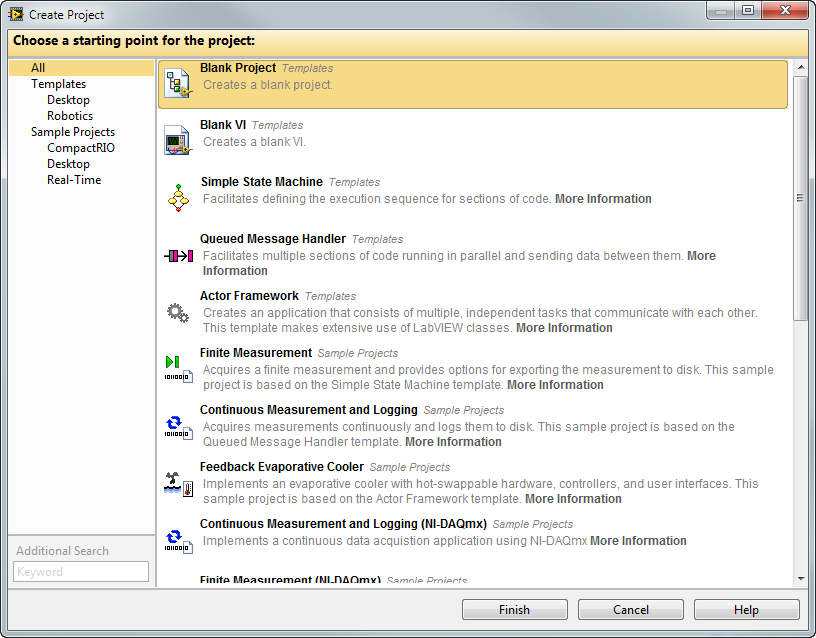 Create Project
Choose a starting point for the project:
All
Templates
Desktop
Robotics
Sample Projects
CompactRIO
Desktop
Real-Time
Additional Search
Keyword
Blank Project Templates
Creates a blank project.
Blank VI Templates
Creates a blank VI.
Simple State Machine Templates
Facilitates defining the execution sequence for sections of code. More Information
Queued Message Handler Templates
Facilitates multiple sections of code running in parallel and sending data between them. More
Information
Actor Framework Templates
Creates an application that consists of multiple, independent tasks that communicate with each other.
This template makes extensive use of LabVIEW classes. More Information
Finite Measurement Sample Projects
Acquires a finite measurement and provides options for exporting the measurement to disk. This sample
project is based on the Simple State Machine template. More Information
Continuous Measurement and Logging Sample Projects
Acquires measurements continuously and logs them to disk. This sample project is based on the
Queued Message Handler template. More Information
Feedback Evaporative Cooler Sample Projects
Implements an evaporative cooler with hot-swappable hardware, controllers, and user interfaces. This
sample project is based on the Actor Framework template. More Information
Continuous Measurement and Logging (NI-DAQmx) Sample Projects
Implements a continuous data acquistion application using NI-DAQmx More Information
Finite Measurement (NI-DAQmx) Sample Projects
Finish
Cancel
Help